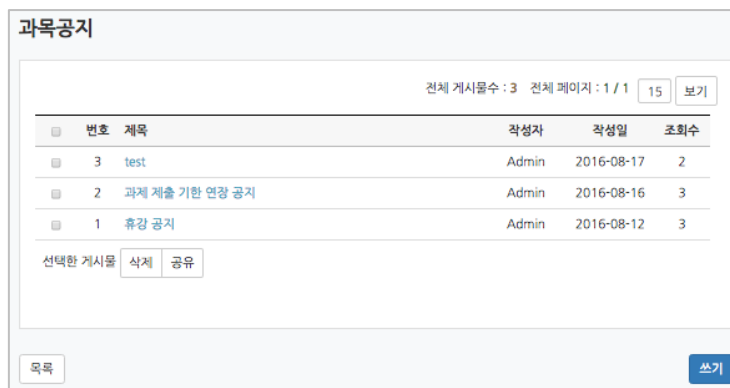 과목공지
전체 게시물수 : 3 전체 페이지 : 1 / 1 15 보기
번호 제목 작성자 작성일 조회수
3 test Admin 2016-08-17 2
2 과제 제출 기한 연장 공지 Admin 2016-08-16 3
1 휴강 공지 Admin 2016-08-12 3
선택한 게시물 삭제 공유
목록 쓰기